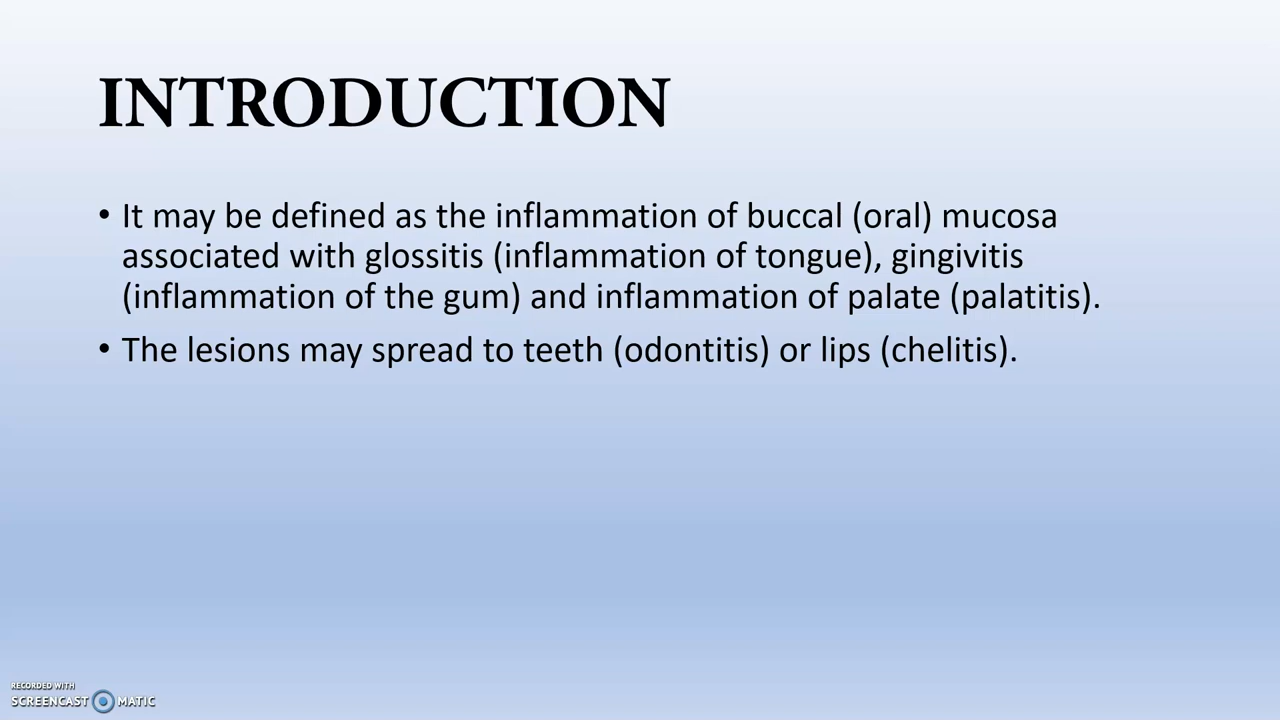 INTRODUCTION
• It may be defined as the inflammation of buccal (oral) mucosa
associated with glossitis (inflammation of tongue), gingivitis
(inflammation of the gum) and inflammation of palate (palatitis).
• The lesions may spread to teeth (odontitis) or lips (chelitis).
RECORDED WITH
SCREENCAST MATIC